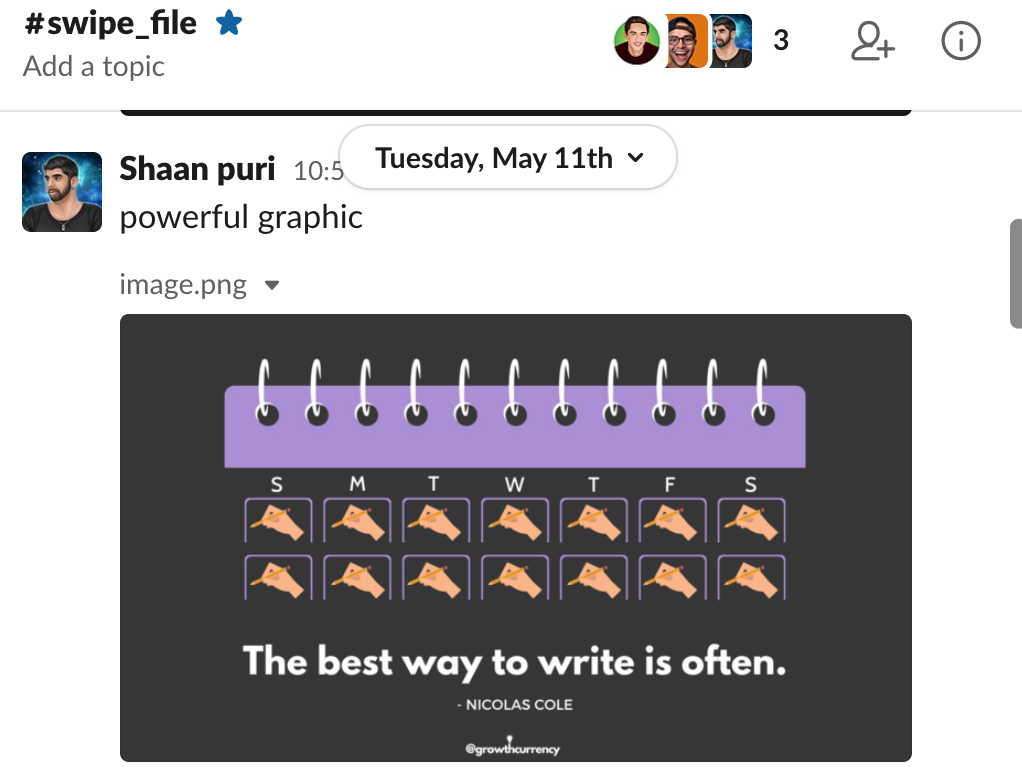 #swipe_file
3
Add a topic
Tuesday, May 11th
Shaan puri 10:5
powerful graphic
image.png
S M T W T F S
The best way to write is often.
- NICOLAS COLE
@growthcurrency